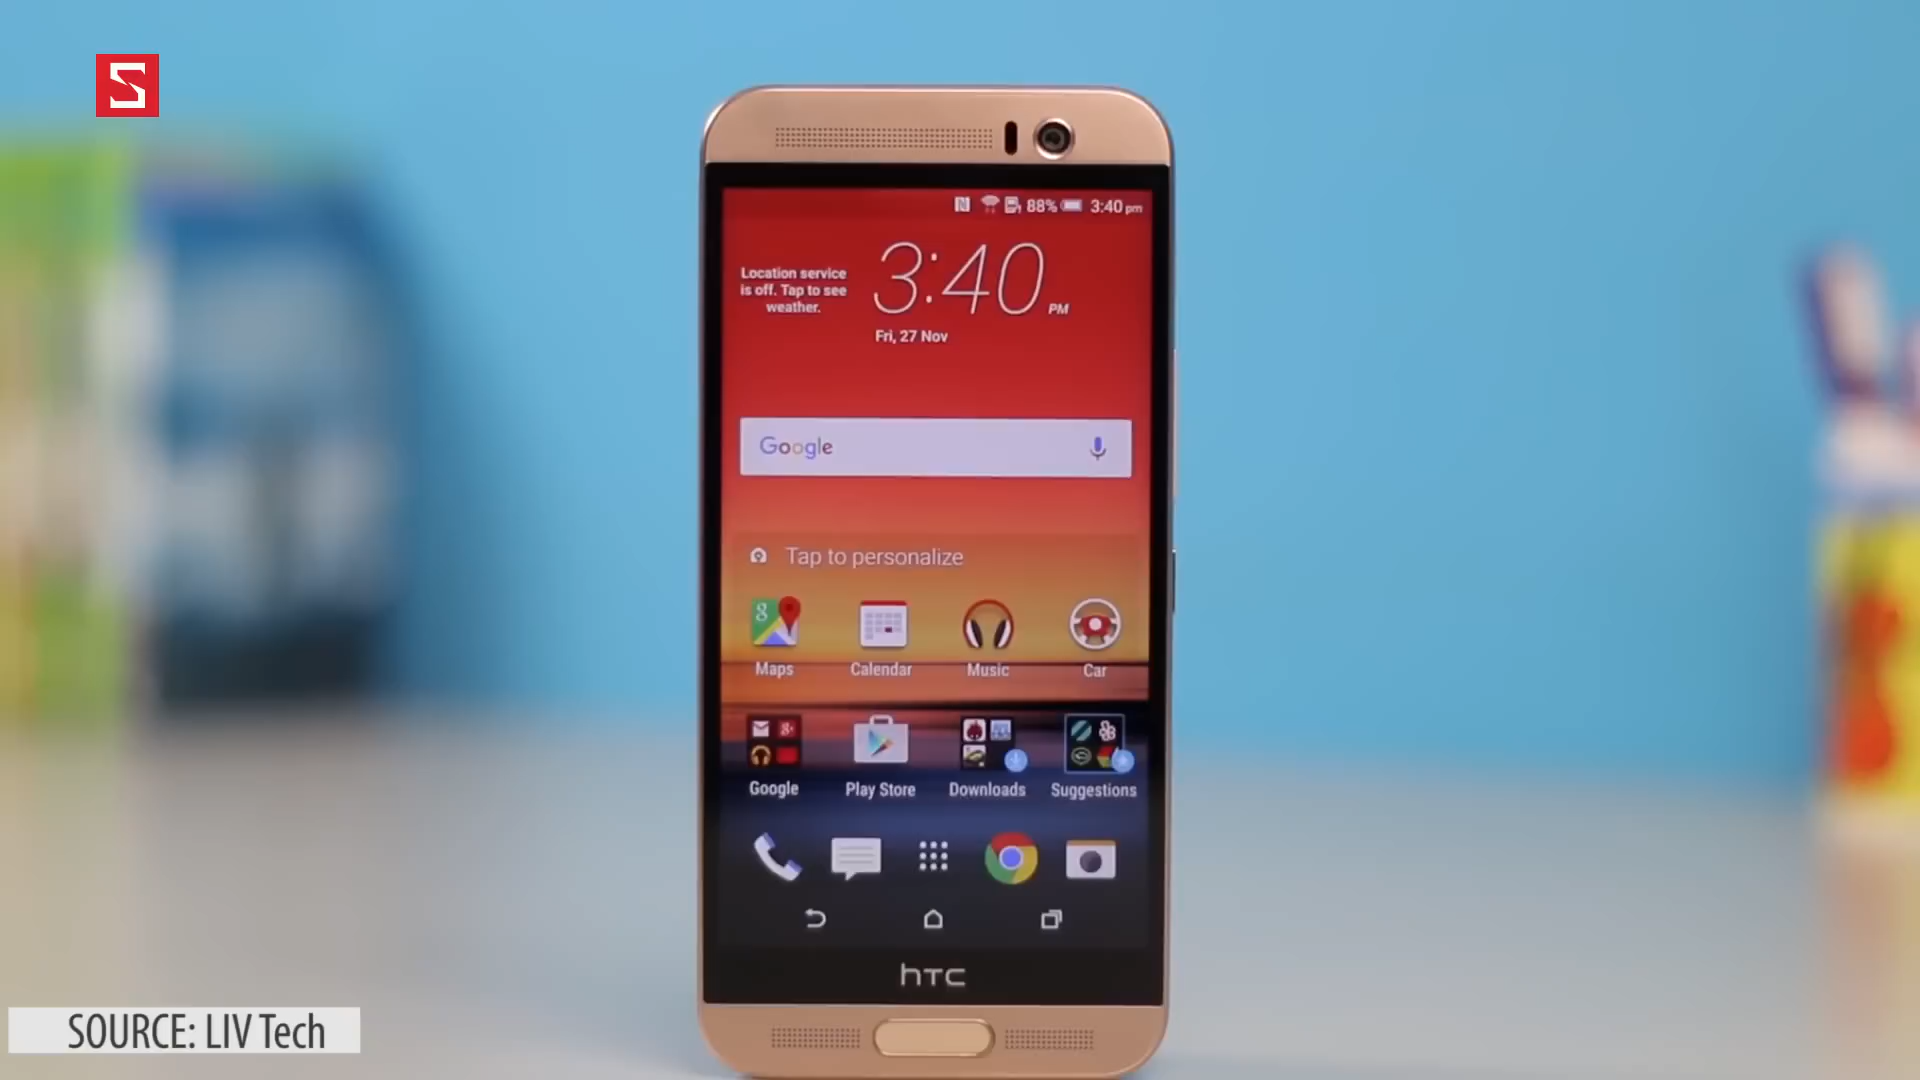 S
88% 3:40 pm
Location service
is off. Tap to see
weather.
3:40 PM
Fri, 27 Nov
Google
Tap to personalize
Maps Calendar Music Car
Google Play Store Downloads Suggestions
hTC
SOURCE: LIV Tech